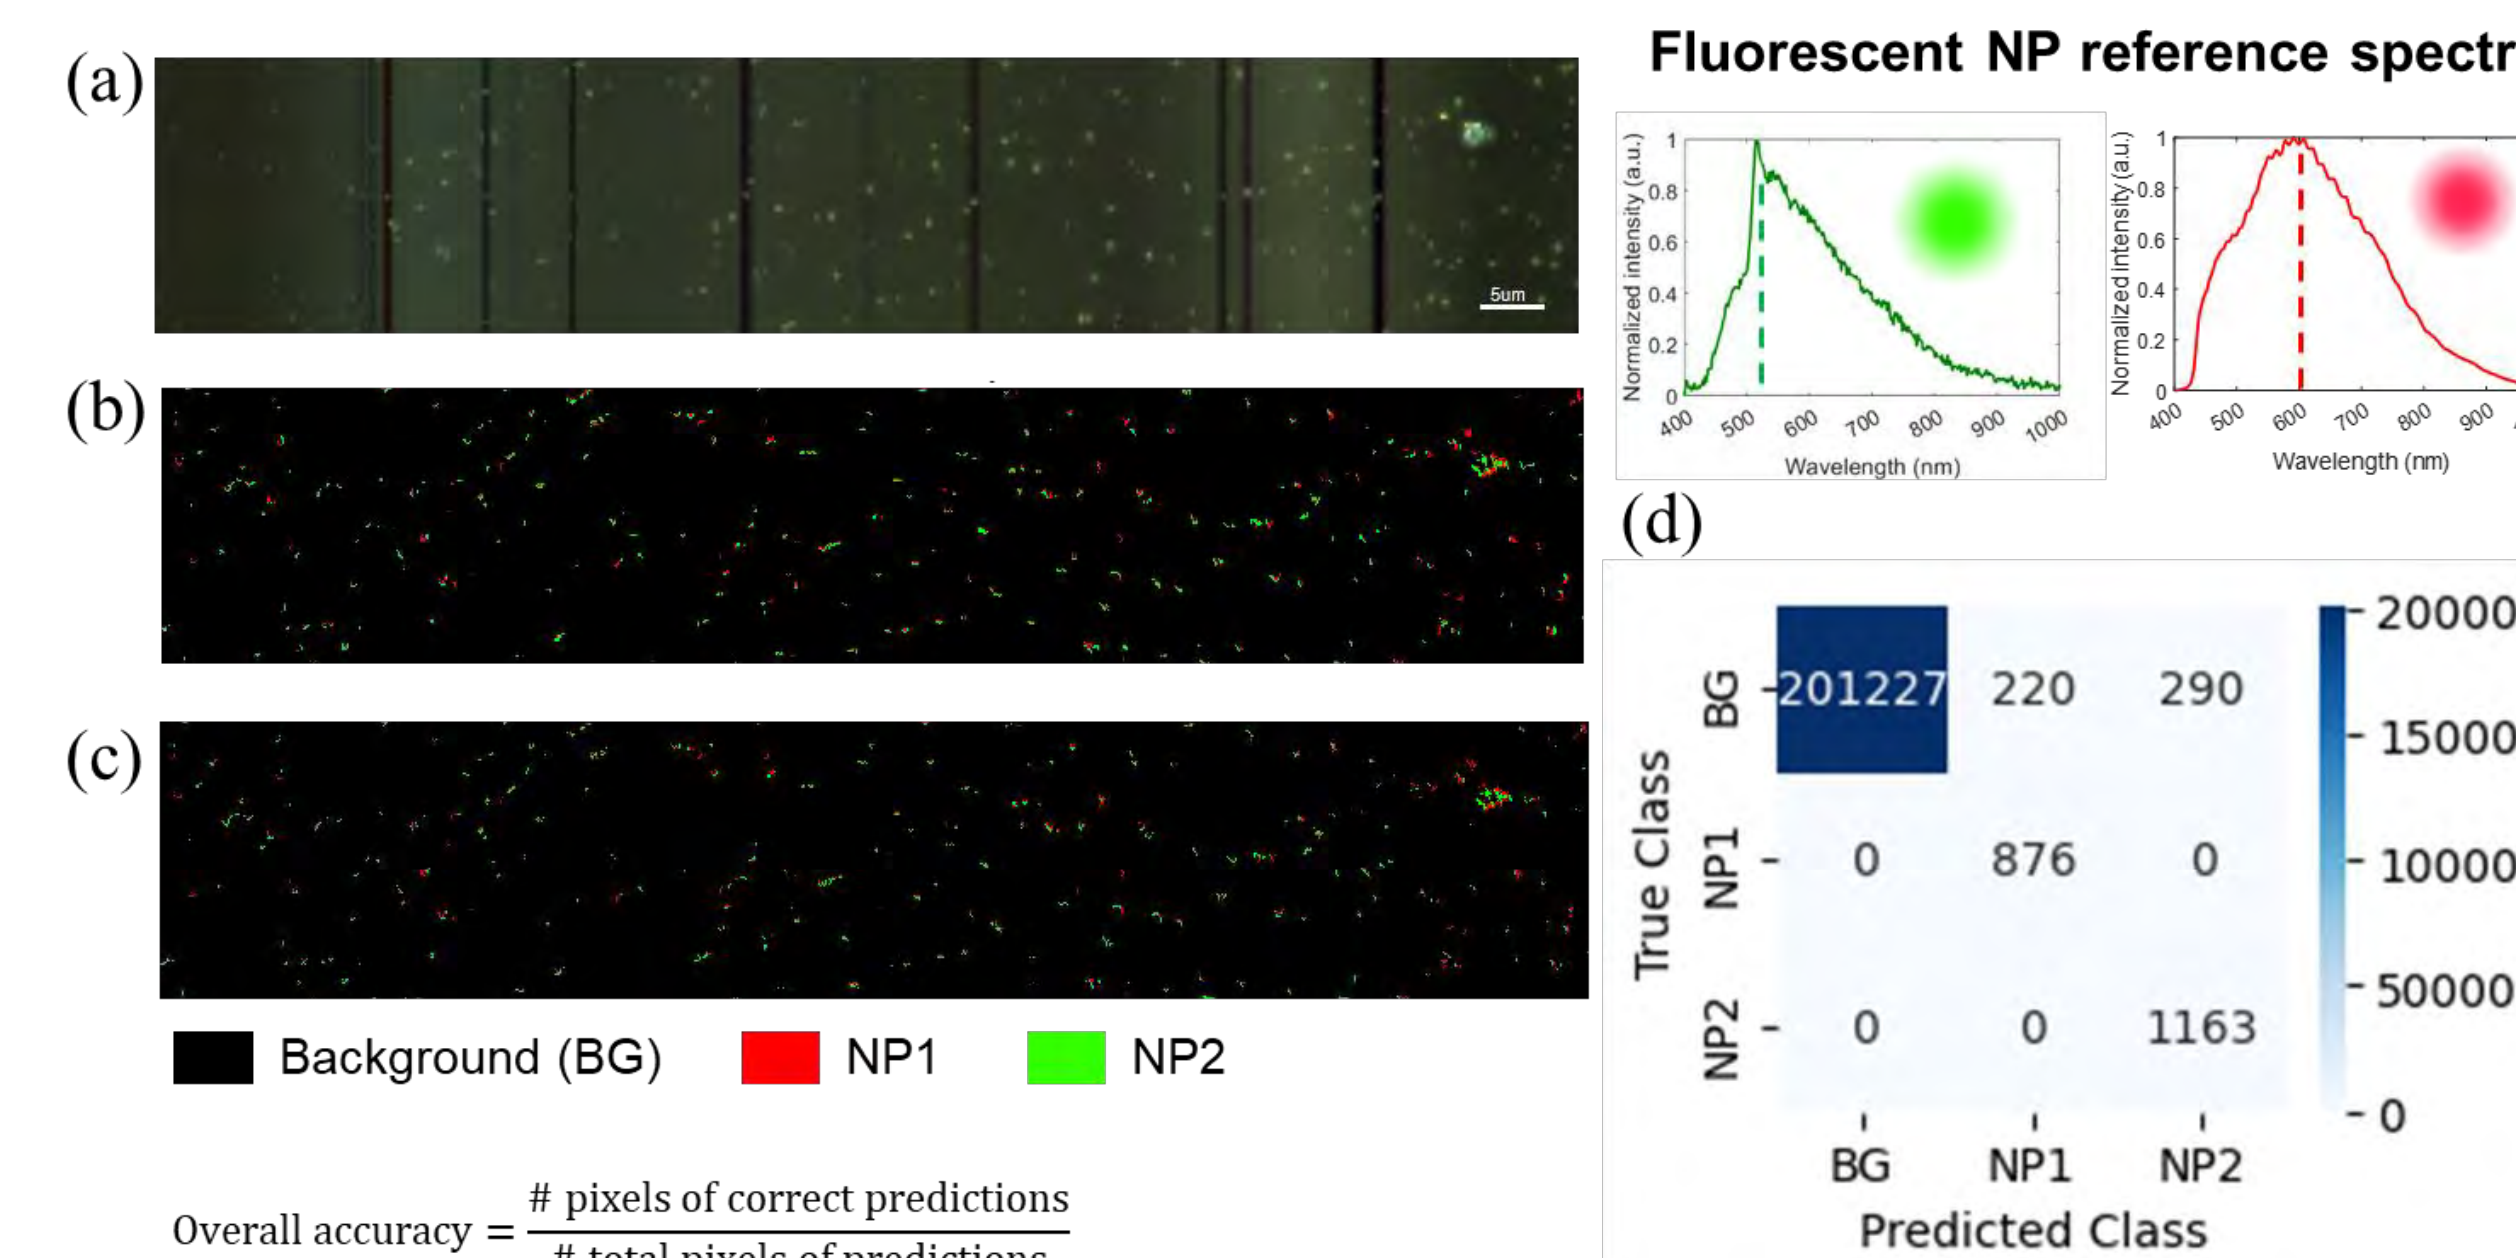 Fluorescent NP reference spectr
(a)
5um
Normalized intensity (a.u.)
1
0.8
0.6
0.4
0.2
0
400 500 600 700 800 900 1000
Wavelength (nm)
Normalized intensity (a.u.)
1
0.8
0.6
0.4
0.2
0
400 500 600 700 800 900
Wavelength (nm)
(b)
(c)
Background (BG) NP1 NP2
Overall accuracy = # pixels of correct predictions
# total pixels of predictions
(d)
True Class
BG 201227 220 290
NP1 0 876 0
NP2 0 0 1163
BG NP1 NP2
Predicted Class
20000
15000
10000
50000
0